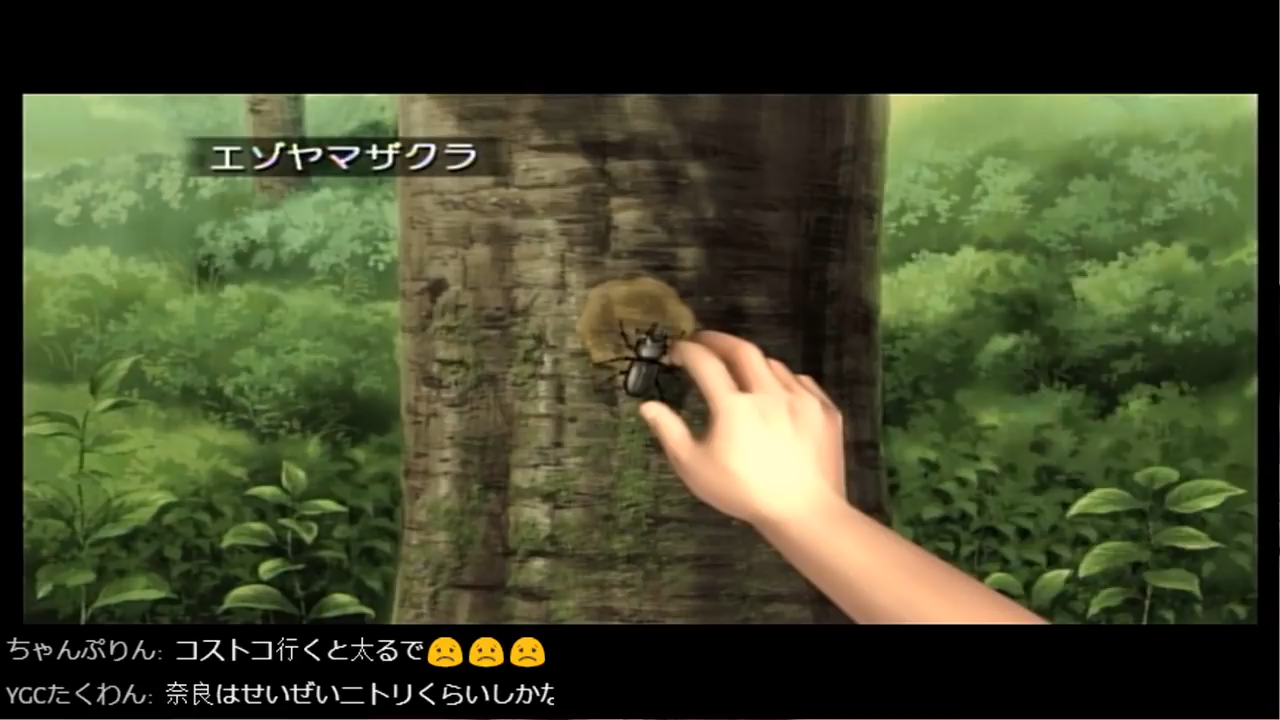 エゾヤマザクラ
ちゃんぷりん: コストコ行くと太るで☹☹☹
YGCたくわん: 奈良はせいぜいニトリくらいしかな